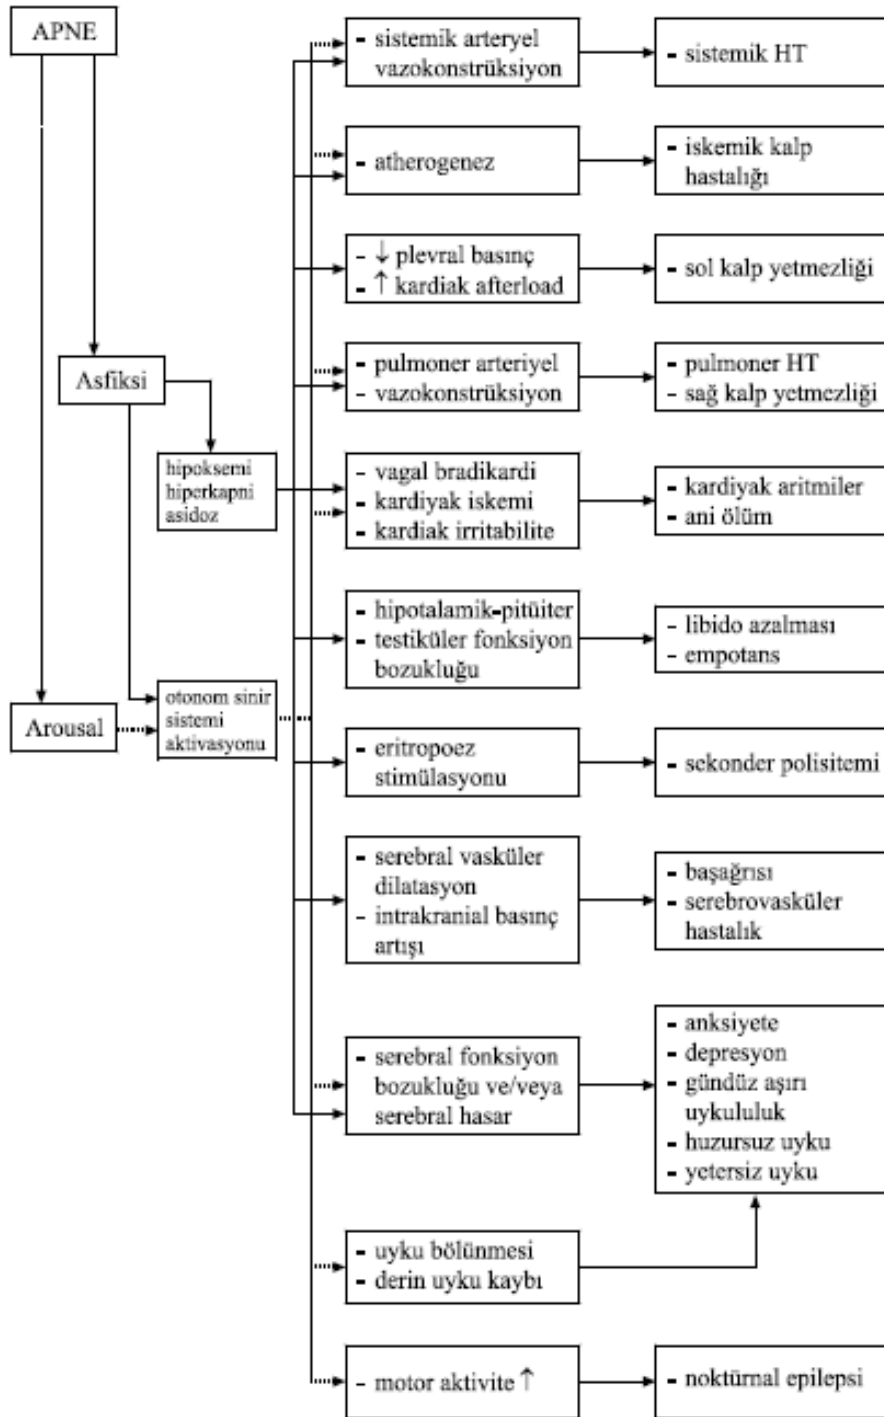 APNE
- sistemik arteryel
vazokonstrüksiyon
- sistemik HT
- atherogenez
- iskemik kalp
hastalığı
- ↓ plevral basınç
- ↑ kardiak afterload
- sol kalp yetmezliği
Asfiksi
- pulmoner arteriyel
- vazokonstrüksiyon
- pulmoner HT
- sağ kalp yetmezliği
hipoksemi
hiperkapni
asidoz
- vagal bradikardi
- kardiyak iskemi
- kardiak irritabilite
- kardiyak aritmiler
- ani ölüm
- hipotalamik-pitüiter
- testiküler fonksiyon
bozukluğu
- libido azalması
- empotans
Arousal
otonom sinir
sistemi
aktivasyonu
- eritropoez
stimülasyonu
- sekonder polisitemi
- serebral vasküler
dilatasyon
- intrakranial basınç
artışı
- başağrısı
- serebrovasküler
hastalık
- serebral fonksiyon
bozukluğu ve/veya
serebral hasar
- anksiyete
- depresyon
- gündüz aşırı
uykululuk
- huzursuz uyku
- yetersiz uyku
- uyku bölünmesi
- derin uyku kaybı
- motor aktivite ↑
- noktürnal epilepsi